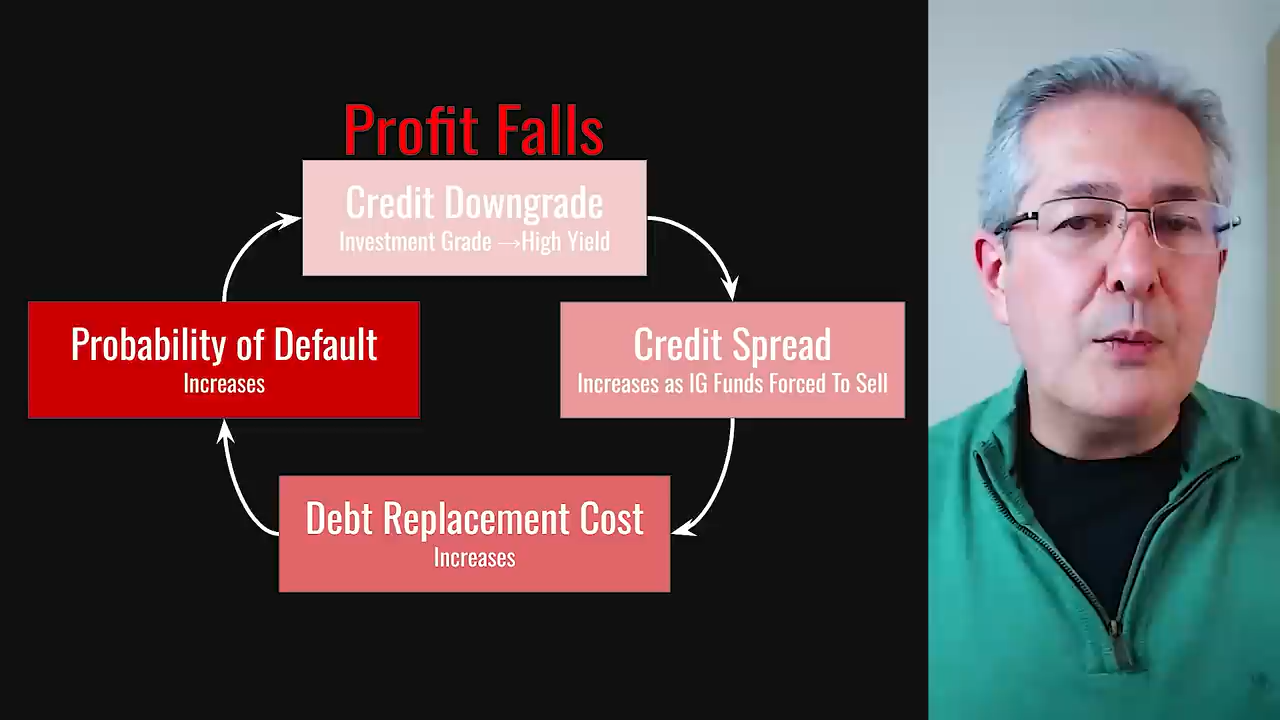 Profit Falls
Credit Downgrade
Investment Grade →High Yield
Probability of Default
Increases
Credit Spread
Increases as IG Funds Forced To Sell
Debt Replacement Cost
Increases